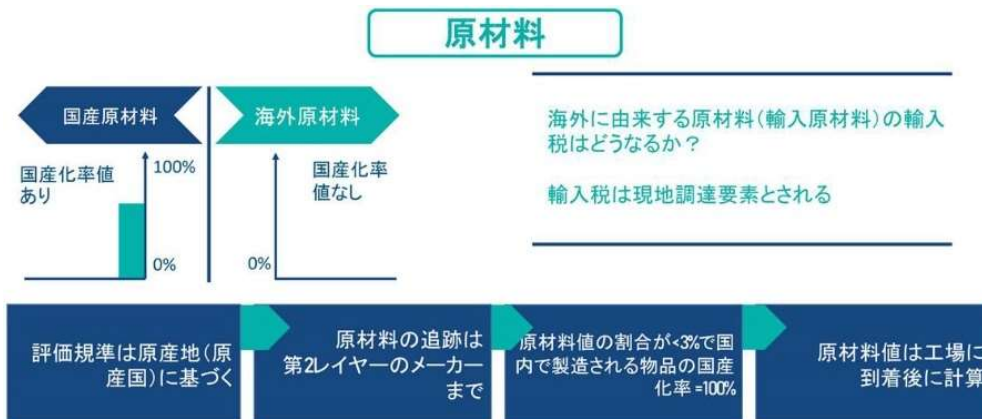 原材料
国産原材料
海外原材料
国産化率値
あり
100%
0%
国産化率
値なし
0%
海外に由来する原材料(輸入原材料)の輸入
税はどうなるか?
輸入税は現地調達要素とされる
評価規準は原産地(原
産国)に基づく
原材料の追跡は
第2レイヤーのメーカー
まで
原材料値の割合が<3%で国
内で製造される物品の国産
化率=100%
原材料値は工場に
到着後に計算